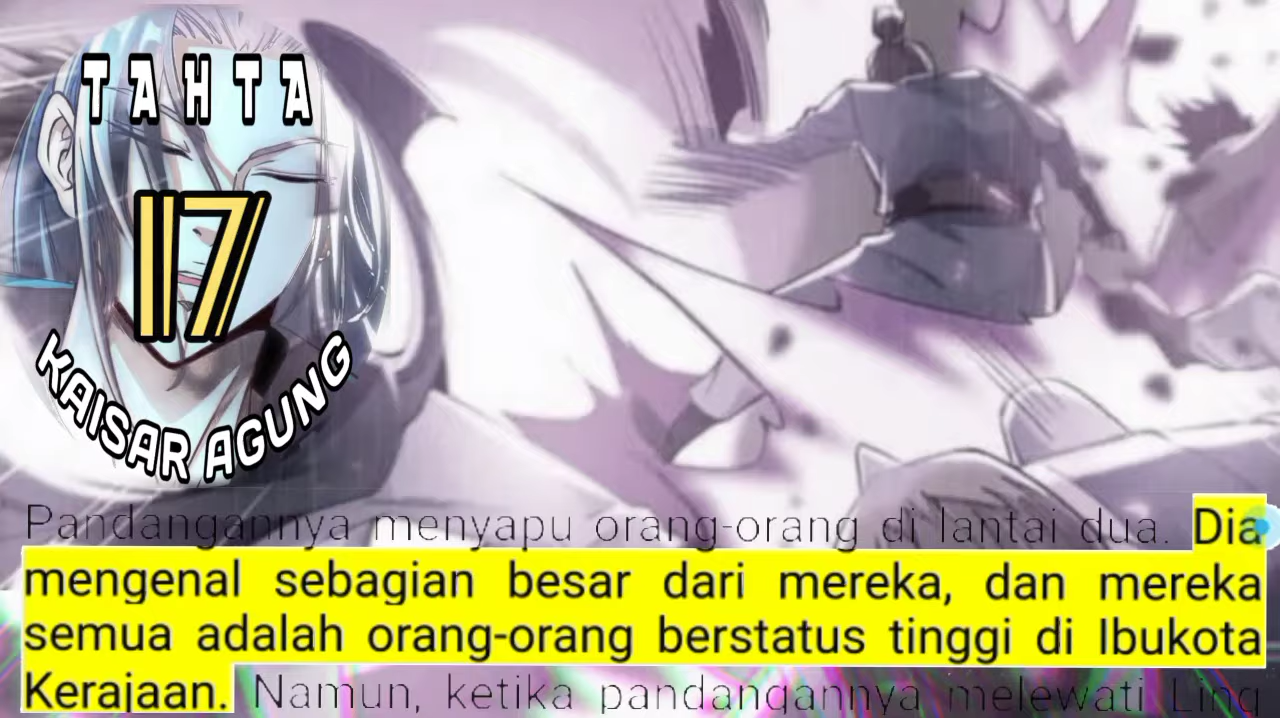 TAHTA
17
KAISAR AGUNG
Pandangannya menyapu orang-orang di lantai dua. Dia
mengenal sebagian besar dari mereka, dan mereka
semua adalah orang-orang berstatus tinggi di Ibukota
Kerajaan. Namun, ketika pandangannya melewati Ling